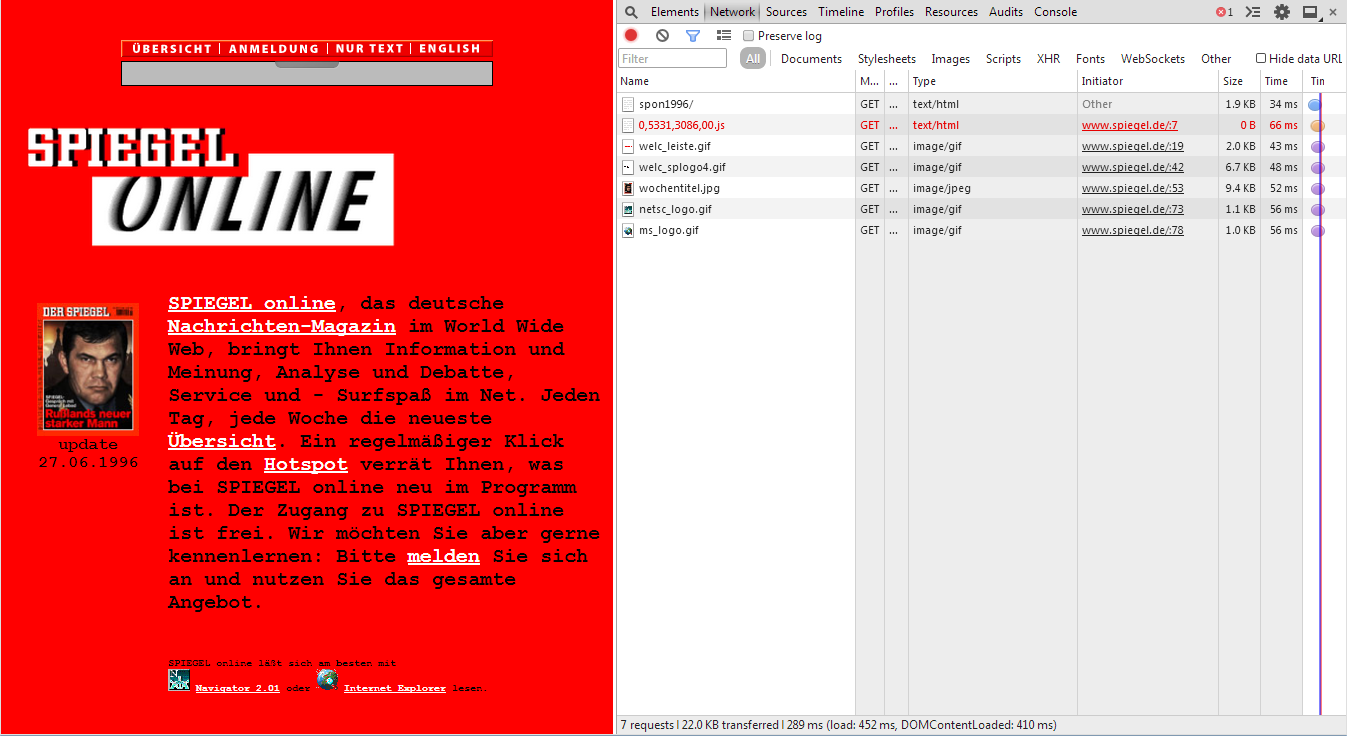 ÜBERSICHT | ANMELDUNG | NUR TEXT | ENGLISH
SPIEGEL
ONLINE
DER SPIEGEL
Rußlands neuer
starker Mann
update
27.06.1996
SPIEGEL online, das deutsche
Nachrichten-Magazin im World Wide
Web, bringt Ihnen Information und
Meinung, Analyse und Debatte,
Service und - Surfspaß im Net. Jeden
Tag, jede Woche die neueste
Übersicht. Ein regelmäßiger Klick
auf den Hotspot verrät Ihnen, was
bei SPIEGEL online neu im Programm
ist. Der Zugang zu SPIEGEL online
ist frei. Wir möchten Sie aber gerne
kennenlernen: Bitte melden Sie sich
an und nutzen Sie das gesamte
Angebot.
SPIEGEL online läßt sich am besten mit
Navigator 2.01 oder Internet Explorer lesen.
Elements Network Sources Timeline Profiles Resources Audits Console 1
Preserve log
Filter All Documents Stylesheets Images Scripts XHR Fonts WebSockets Other Hide data URL
Name M... ... Type Initiator Size Time Tin
spon1996/ GET ... text/html Other 1.9 KB 34 ms
0,5331,3086,00.js GET ... text/html www.spiegel.de/:7 0 B 66 ms
welc_leiste.gif GET ... image/gif www.spiegel.de/:19 2.0 KB 43 ms
welc_splogo4.gif GET ... image/gif www.spiegel.de/:42 6.7 KB 48 ms
wochentitel.jpg GET ... image/jpeg www.spiegel.de/:53 9.4 KB 52 ms
netsc_logo.gif GET ... image/gif www.spiegel.de/:73 1.1 KB 56 ms
ms_logo.gif GET ... image/gif www.spiegel.de/:78 1.0 KB 56 ms
7 requests | 22.0 KB transferred | 289 ms (load: 452 ms, DOMContentLoaded: 410 ms)